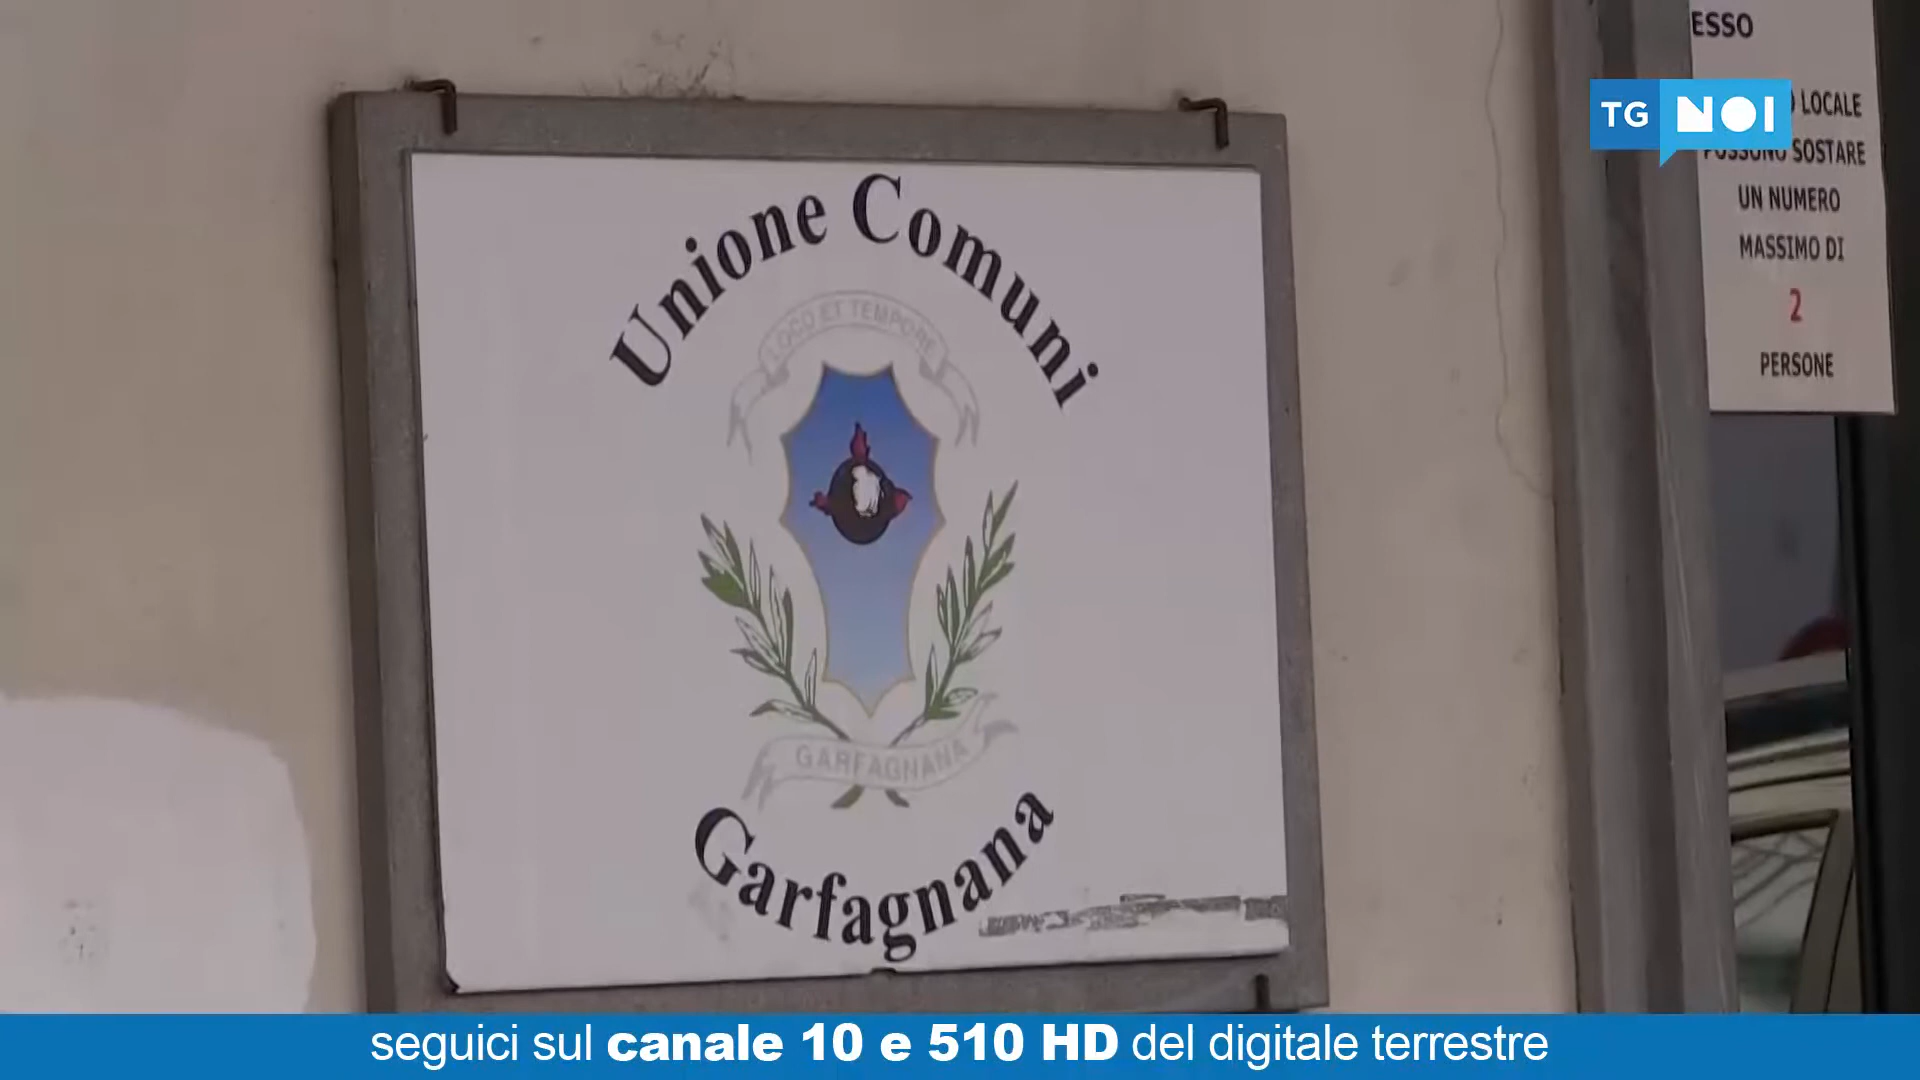 Unione Comuni
LOCO ET TEMPORE
GARFAGNANA
Garfagnana
ESSO
LOCALE
POSSONO SOSTARE
UN NUMERO
MASSIMO DI
2
PERSONE
TG NOI
seguici sul canale 10 e 510 HD del digitale terrestre